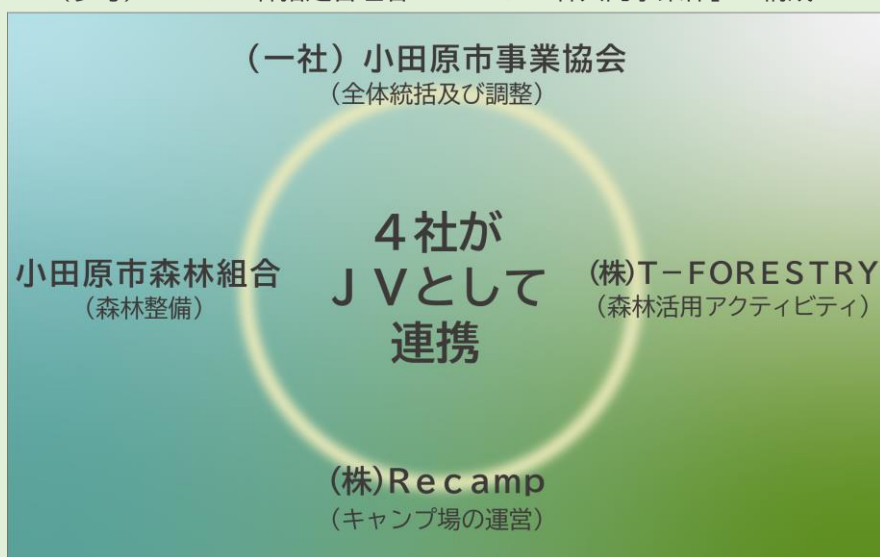 （一社）小田原市事業協会
（全体統括及び調整）
４社が
ＪＶとして
連携
小田原市森林組合
（森林整備）
（株）Ｔ－ＦＯＲＥＳＴＲＹ
（森林活用アクティビティ）
（株）Ｒｅｃａｍｐ
（キャンプ場の運営）